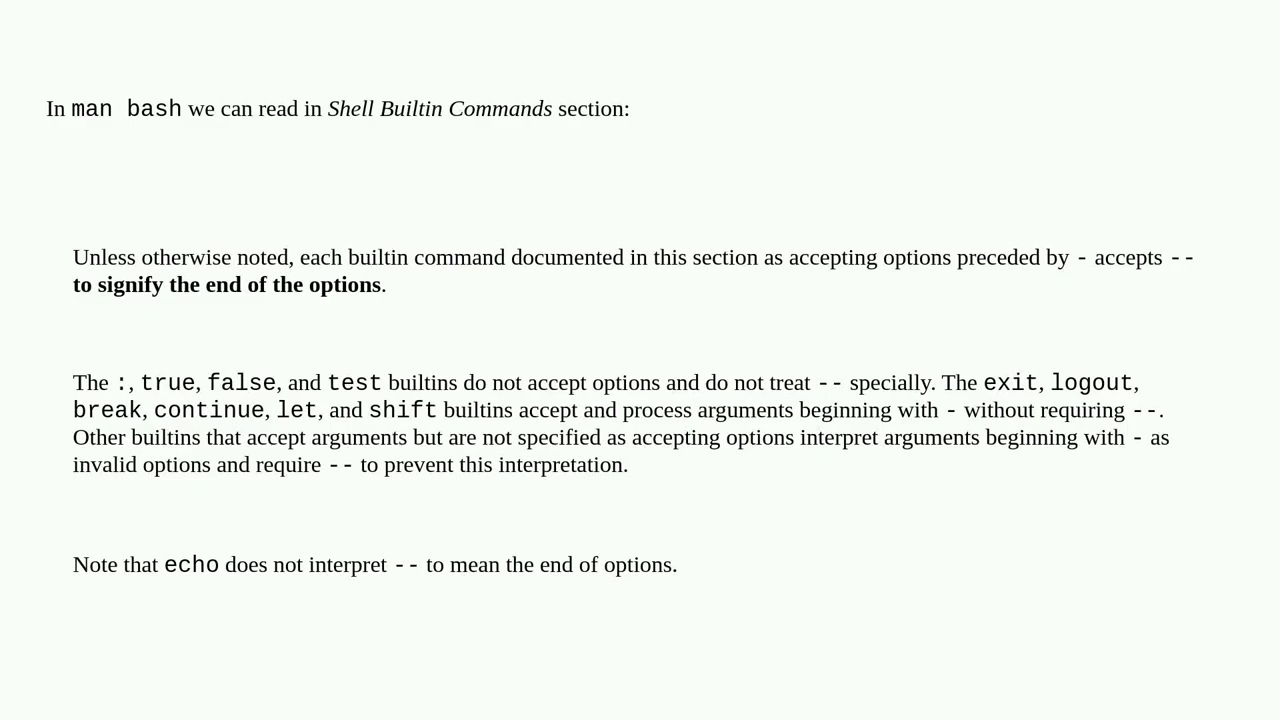 In man bash we can read in Shell Builtin Commands section:
Unless otherwise noted, each builtin command documented in this section as accepting options preceded by - accepts --
to signify the end of the options.
The :, true, false, and test builtins do not accept options and do not treat -- specially. The exit, logout,
break, continue, let, and shift builtins accept and process arguments beginning with - without requiring --.
Other builtins that accept arguments but are not specified as accepting options interpret arguments beginning with - as
invalid options and require -- to prevent this interpretation.
Note that echo does not interpret -- to mean the end of options.